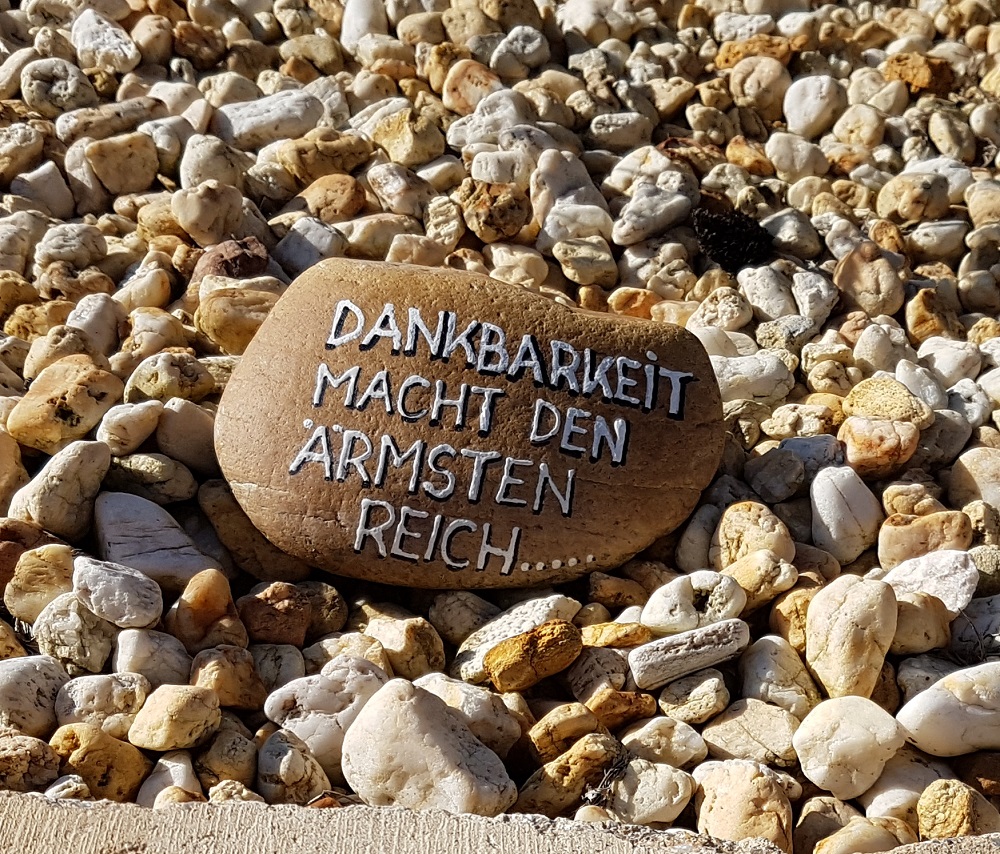 DANKBARKEiT
MACHT DEN
ÄRMSTEN
REICH.....